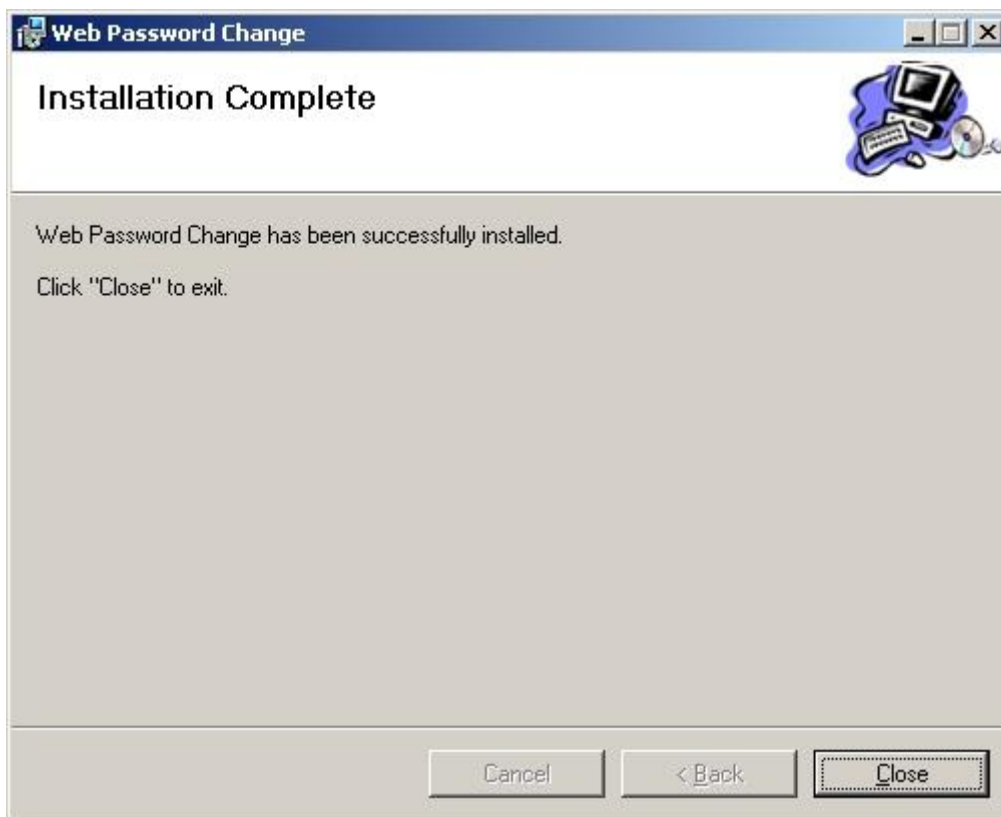 Web Password Change
Installation Complete
Web Password Change has been successfully installed.
Click "Close" to exit.
Cancel
< Back
Close